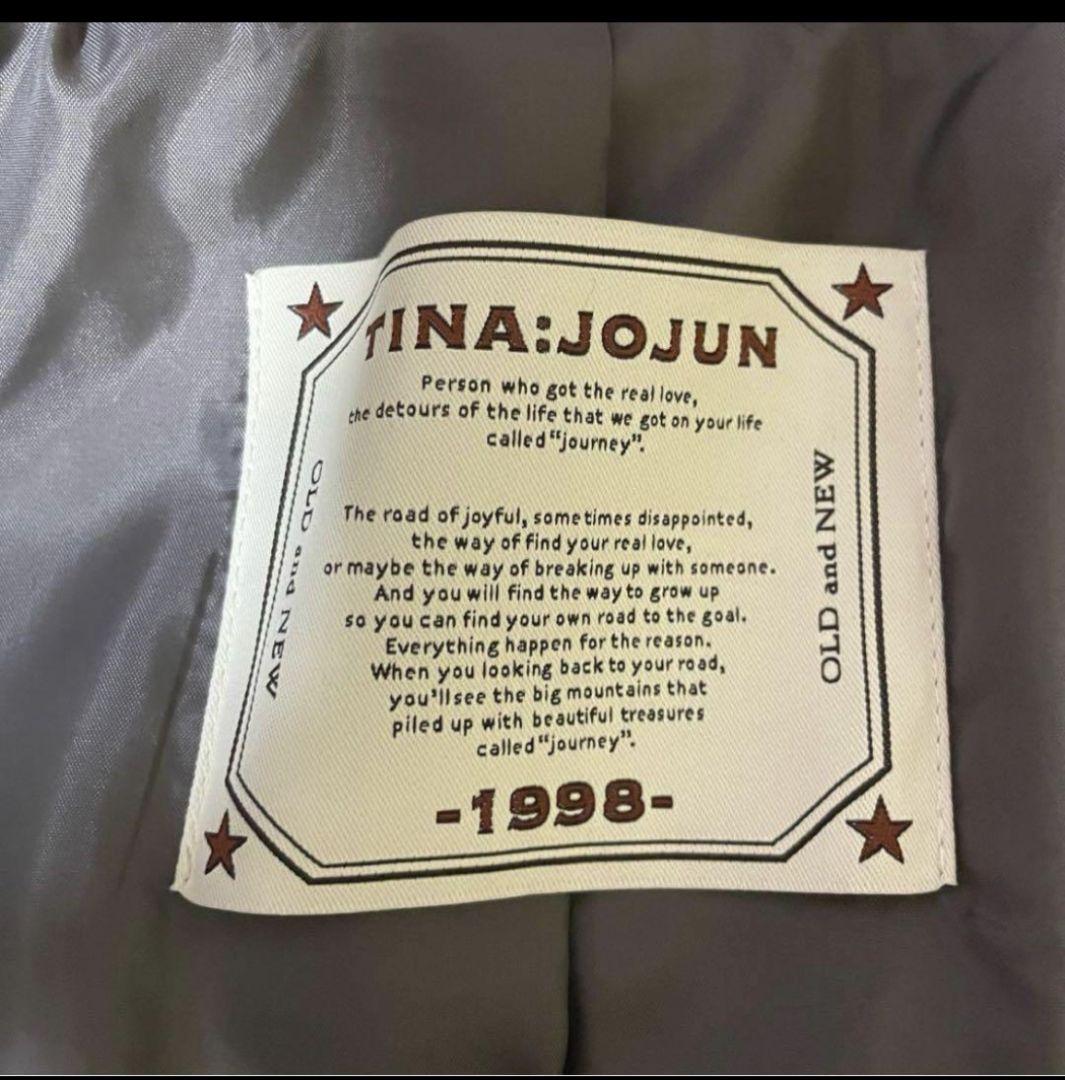 TINA:JOJUN
Person who got the real love,
the detours of the life that we got on your life
called "journey".
The road of joyful, sometimes disappointed,
the way of find your real love,
or maybe the way of breaking up with someone.
And you will find the way to grow up
so you can find your own road to the goal.
Everything happen for the reason.
When you looking back to your road,
you'll see the big mountains that
piled up with beautiful treasures
called "journey".
-1998-
OLD and NEW
OLD and NEW